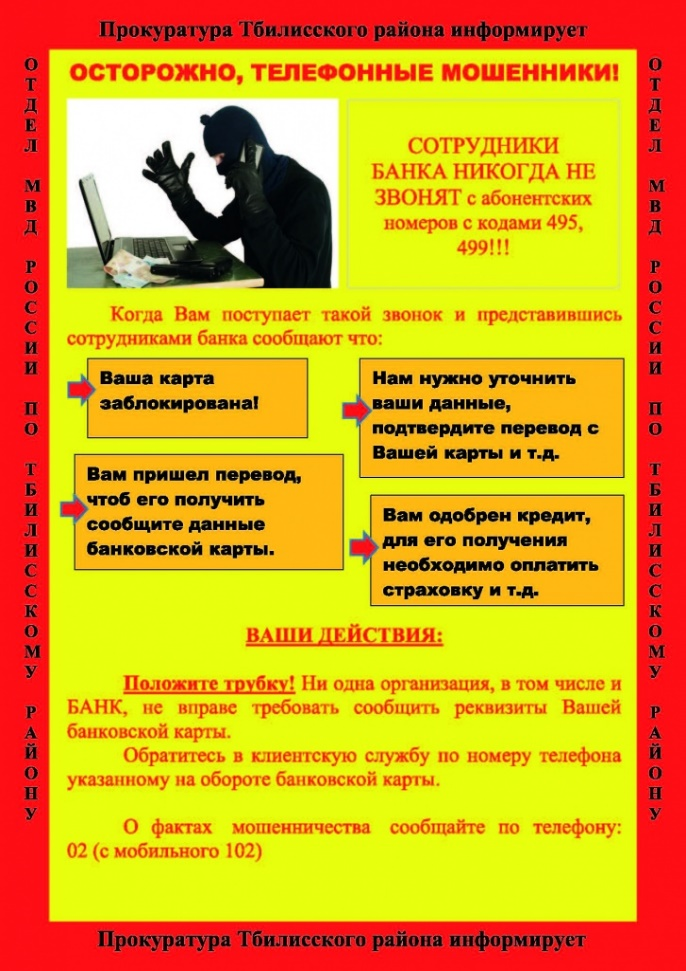 Прокуратура Тбилисского района информирует
ОТДЕЛ МВД РОССИИ ПО ТБИЛИССКОМУ РАЙОНУ
ОСТОРОЖНО, ТЕЛЕФОННЫЕ МОШЕННИКИ!
СОТРУДНИКИ
БАНКА НИКОГДА НЕ
ЗВОНЯТ с абонентских
номеров с кодами 495,
499!!!
Когда Вам поступает такой звонок и представившись
сотрудниками банка сообщают что:
Ваша карта
заблокирована!
Нам нужно уточнить
ваши данные,
подтвердите перевод с
Вашей карты и т.д.
Вам пришел перевод,
чтоб его получить
сообщите данные
банковской карты.
Вам одобрен кредит,
для его получения
необходимо оплатить
страховку и т.д.
ВАШИ ДЕЙСТВИЯ:
Положите трубку! Ни одна организация, в том числе и
БАНК, не вправе требовать сообщить реквизиты Вашей
банковской карты.
Обратитесь в клиентскую службу по номеру телефона
указанному на обороте банковской карты.
О фактах мошенничества сообщайте по телефону:
02 (с мобильного 102)
ОТДЕЛ МВД РОССИИ ПО ТБИЛИССКОМУ РАЙОНУ
Прокуратура Тбилисского района информирует